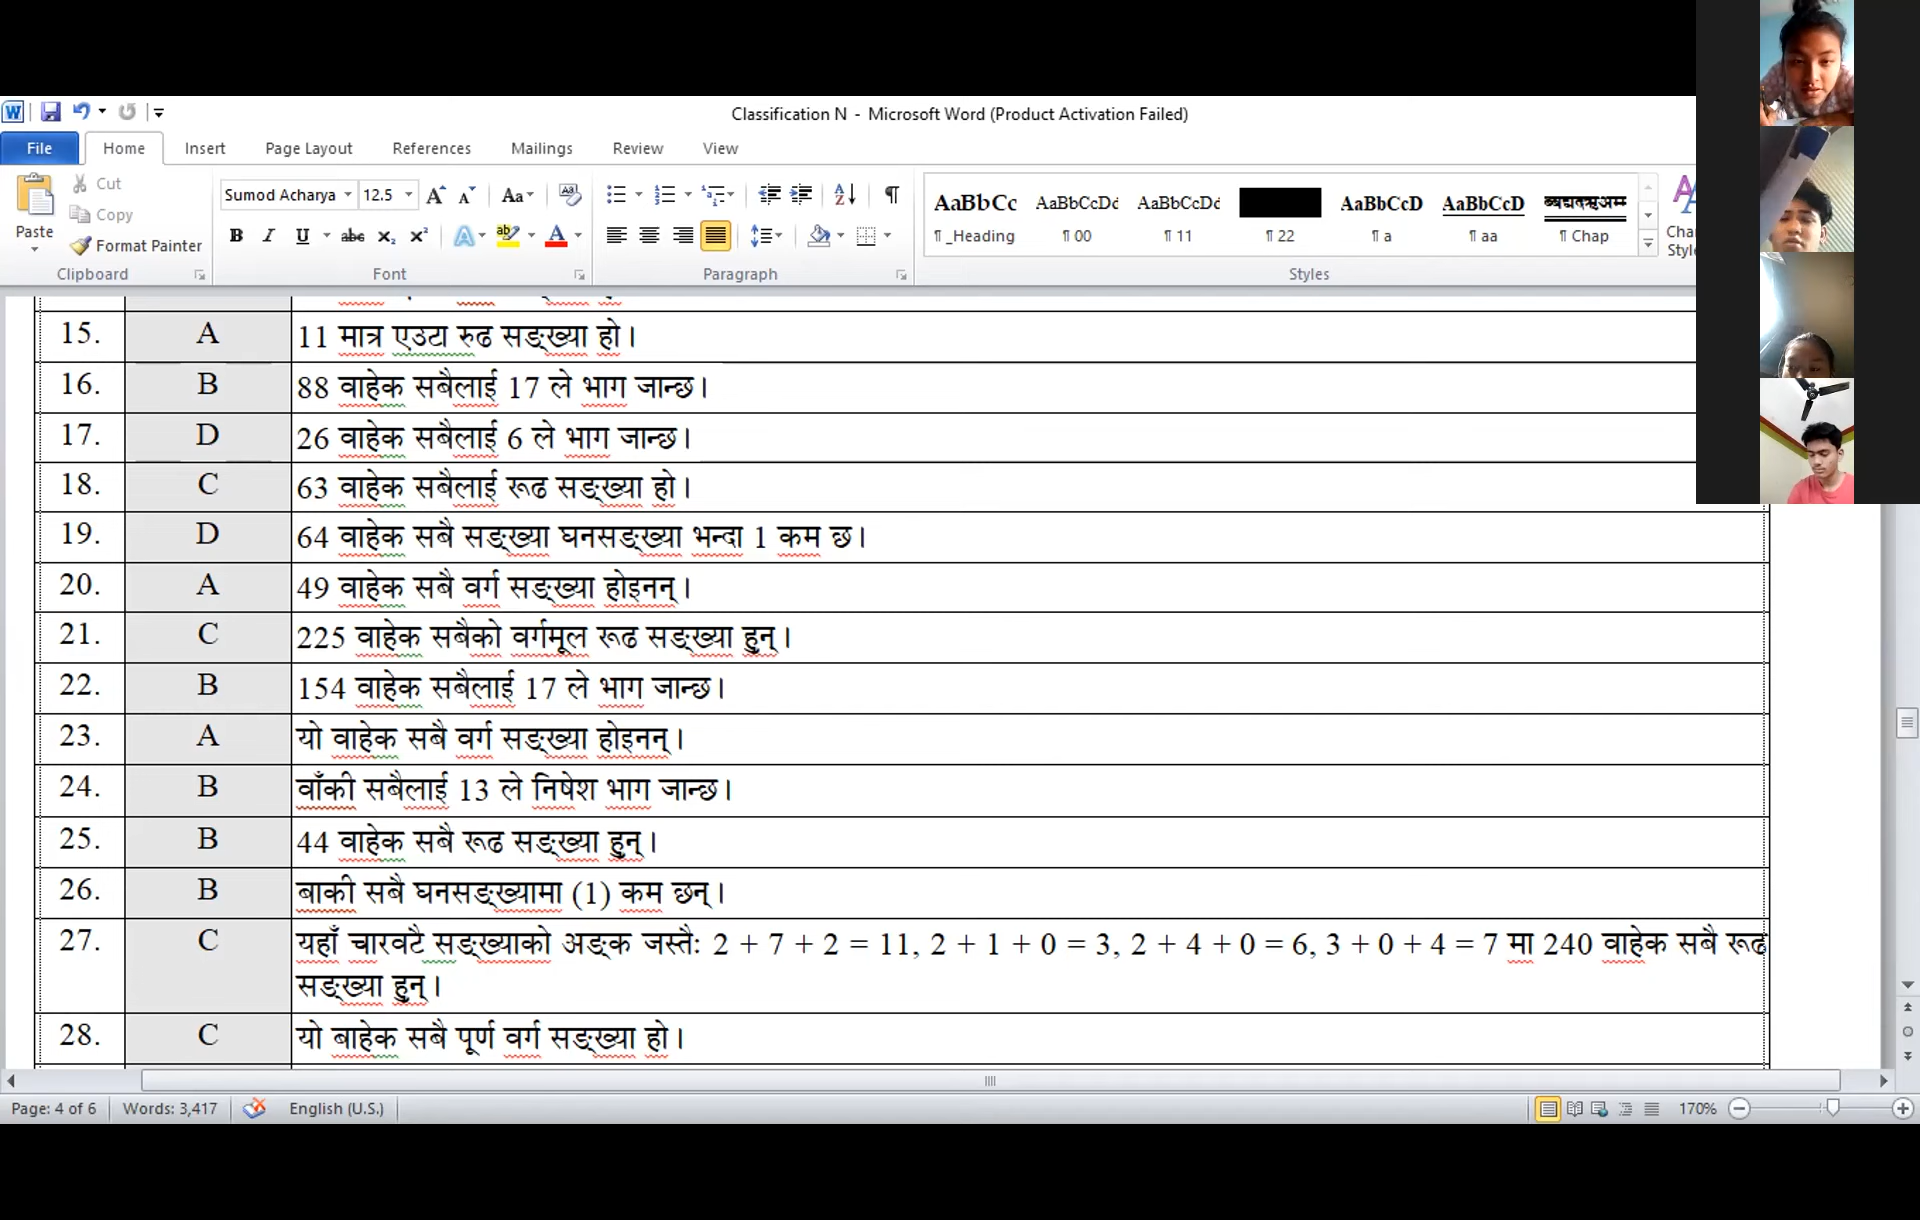 Classification N - Microsoft Word (Product Activation Failed)
File Home Insert Page Layout References Mailings Review View
Paste
Cut
Copy
Format Painter
Clipboard
Sumod Acharya 12.5
Font
Paragraph
AaBbCc AaBbCcDd AaBbCcDd AaBbCcD AaBbCcD
¶ _Heading ¶ 00 ¶ 11 ¶ 22 ¶ a ¶ aa ¶ Chap
Styles
15. A 11 मात्र एउटा रुढ सङ्ख्या हो।
16. B 88 वाहेक सबैलाई 17 ले भाग जान्छ।
17. D 26 वाहेक सबैलाई 6 ले भाग जान्छ।
18. C 63 वाहेक सबैलाई रूढ सङ्ख्या हो।
19. D 64 वाहेक सबै सङ्ख्या घनसङ्ख्या भन्दा 1 कम छ।
20. A 49 वाहेक सबै वर्ग सङ्ख्या होइनन्।
21. C 225 वाहेक सबैको वर्गमूल रूढ सङ्ख्या हुन्।
22. B 154 वाहेक सबैलाई 17 ले भाग जान्छ।
23. A यो वाहेक सबै वर्ग सङ्ख्या होइनन्।
24. B वाँकी सबैलाई 13 ले निषेश भाग जान्छ।
25. B 44 वाहेक सबै रूढ सङ्ख्या हुन्।
26. B बाकी सबै घनसङ्ख्यामा (1) कम छन्।
27. C यहाँ चारवटै सङ्ख्याको अङ्क जस्तैः 2 + 7 + 2 = 11, 2 + 1 + 0 = 3, 2 + 4 + 0 = 6, 3 + 0 + 4 = 7 मा 240 वाहेक सबै रूढ
सङ्ख्या हुन्।
28. C यो बाहेक सबै पूर्ण वर्ग सङ्ख्या हो।
Page: 4 of 6 Words: 3,417 English (U.S.) 170%